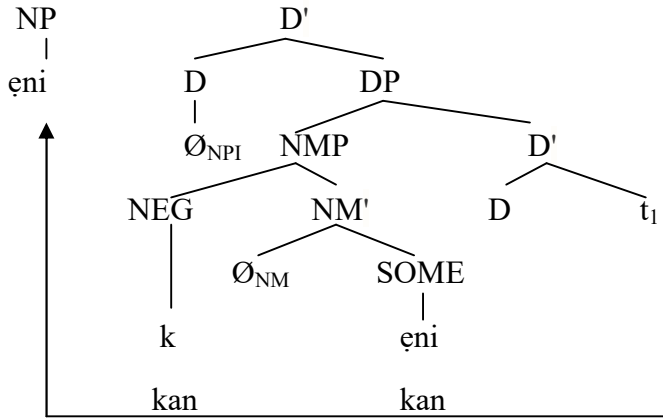 NP D'
ẹni D DP
Ø_NPI NMP D'
NEG NM' D t₁
Ø_NM SOME
k ẹni
kan kan